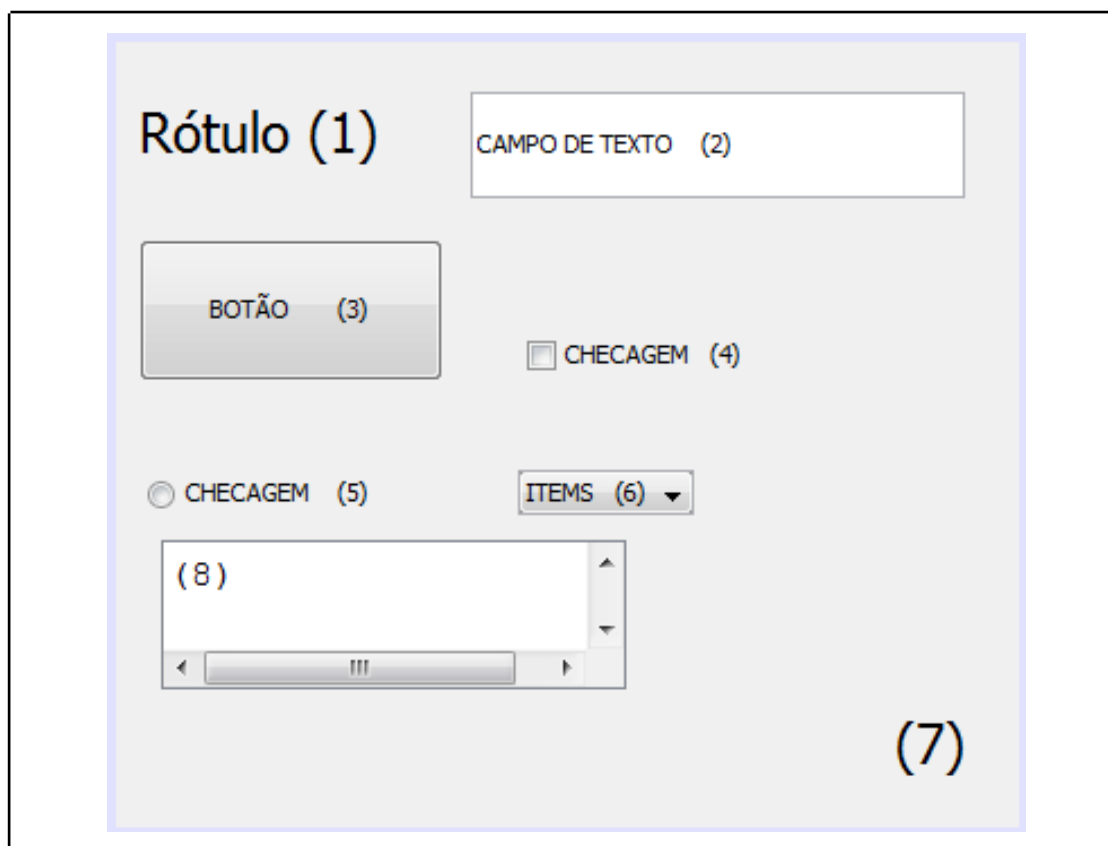 Rótulo (1)
CAMPO DE TEXTO (2)
BOTÃO (3)
CHECAGEM (4)
CHECAGEM (5)
ITEMS (6)
(8)
(7)